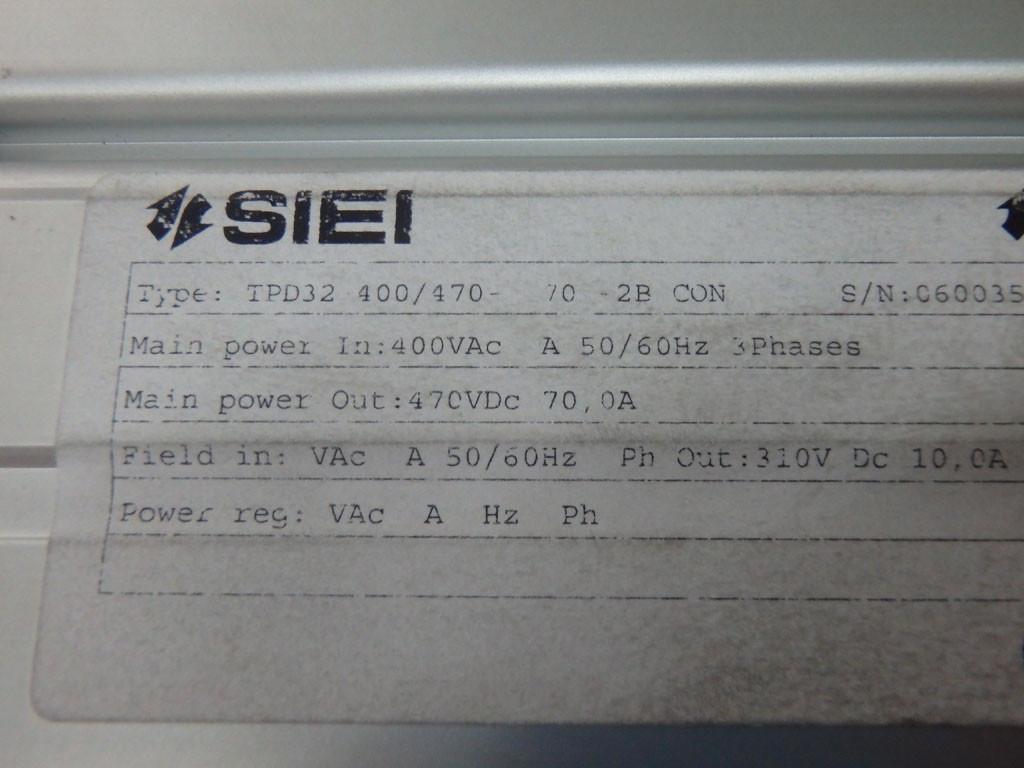 SIEI
Type: TPD32 400/470- 70 -2B CON S/N:060035
Main power In:400VAc A 50/60Hz 3Phases
Main power Out:470VDc 70,0A
Field in: VAc A 50/60Hz Ph Out:310V Dc 10,0A
Power reg: VAc A Hz Ph